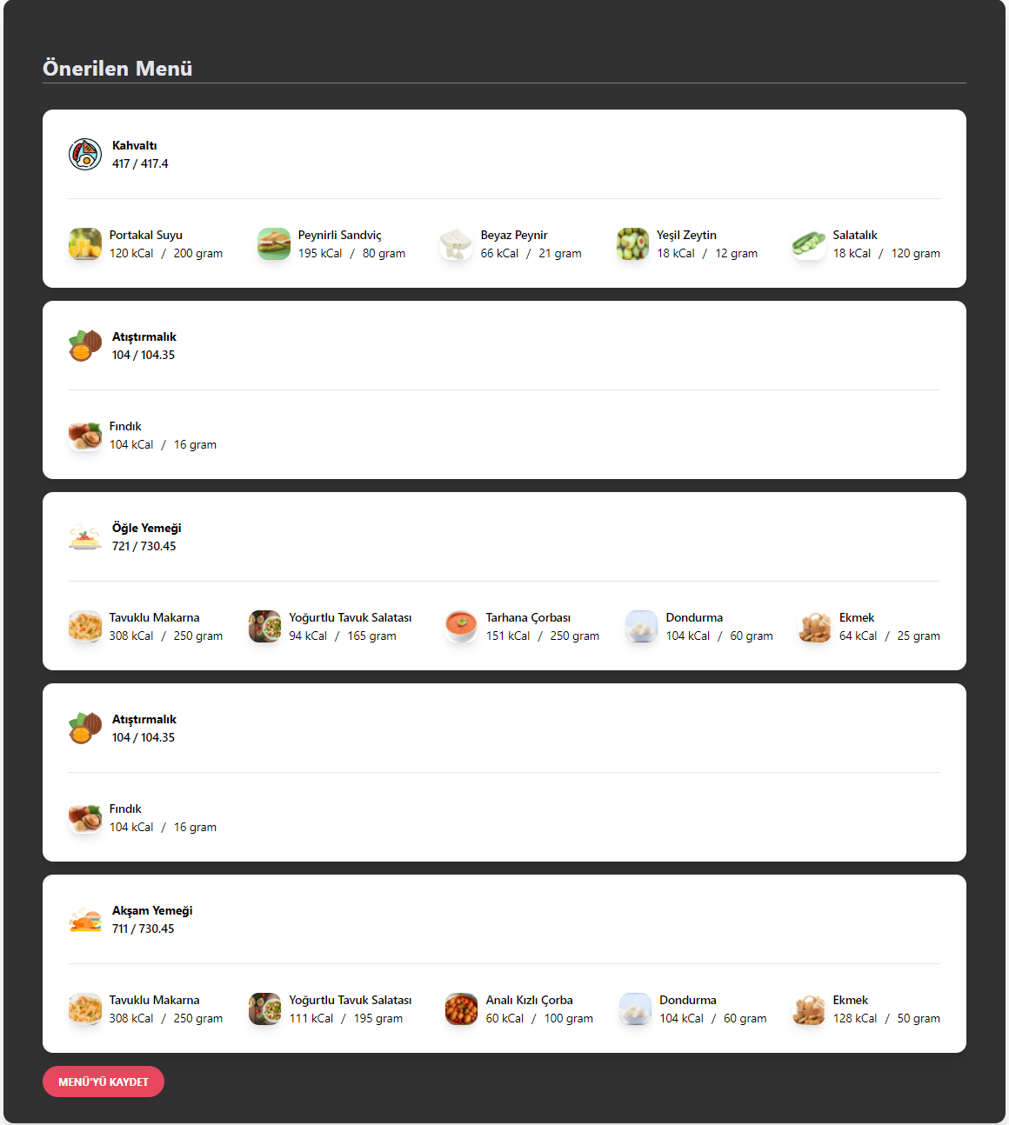 Önerilen Menü
Kahvaltı
417 / 417.4
Portakal Suyu
120 kCal / 200 gram
Peynirli Sandviç
195 kCal / 80 gram
Beyaz Peynir
66 kCal / 21 gram
Yeşil Zeytin
18 kCal / 12 gram
Salatalık
18 kCal / 120 gram
Atıştırmalık
104 / 104.35
Fındık
104 kCal / 16 gram
Öğle Yemeği
721 / 730.45
Tavuklu Makarna
308 kCal / 250 gram
Yoğurtlu Tavuk Salatası
94 kCal / 165 gram
Tarhana Çorbası
151 kCal / 250 gram
Dondurma
104 kCal / 60 gram
Ekmek
64 kCal / 25 gram
Atıştırmalık
104 / 104.35
Fındık
104 kCal / 16 gram
Akşam Yemeği
711 / 730.45
Tavuklu Makarna
308 kCal / 250 gram
Yoğurtlu Tavuk Salatası
111 kCal / 195 gram
Analı Kızlı Çorba
60 kCal / 100 gram
Dondurma
104 kCal / 60 gram
Ekmek
128 kCal / 50 gram
MENÜ'YÜ KAYDET